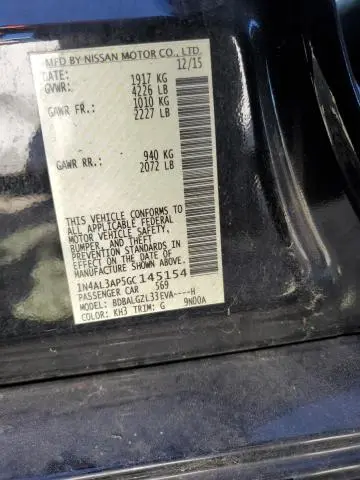 MFD BY NISSAN MOTOR CO., LTD.
DATE: 12/15
GVWR: 1917 KG
4226 LB
GAWR FR.: 1010 KG
2227 LB
GAWR RR.: 940 KG
2072 LB
THIS VEHICLE CONFORMS TO
ALL APPLICABLE FEDERAL
MOTOR VEHICLE SAFETY,
BUMPER, AND THEFT
PREVENTION STANDARDS IN
EFFECT ON THE DATE OF
MANUFACTURE SHOWN ABOVE.
1N4AL3AP5GC145154
PASSENGER CAR 569
MODEL: BDBALGZL33EVA----H
COLOR: KH3 TRIM: G 9N00A